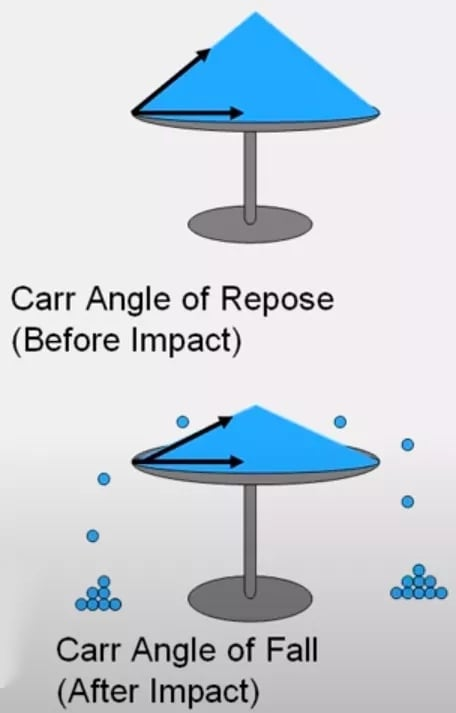 Carr Angle of Repose
(Before Impact)
Carr Angle of Fall
(After Impact)